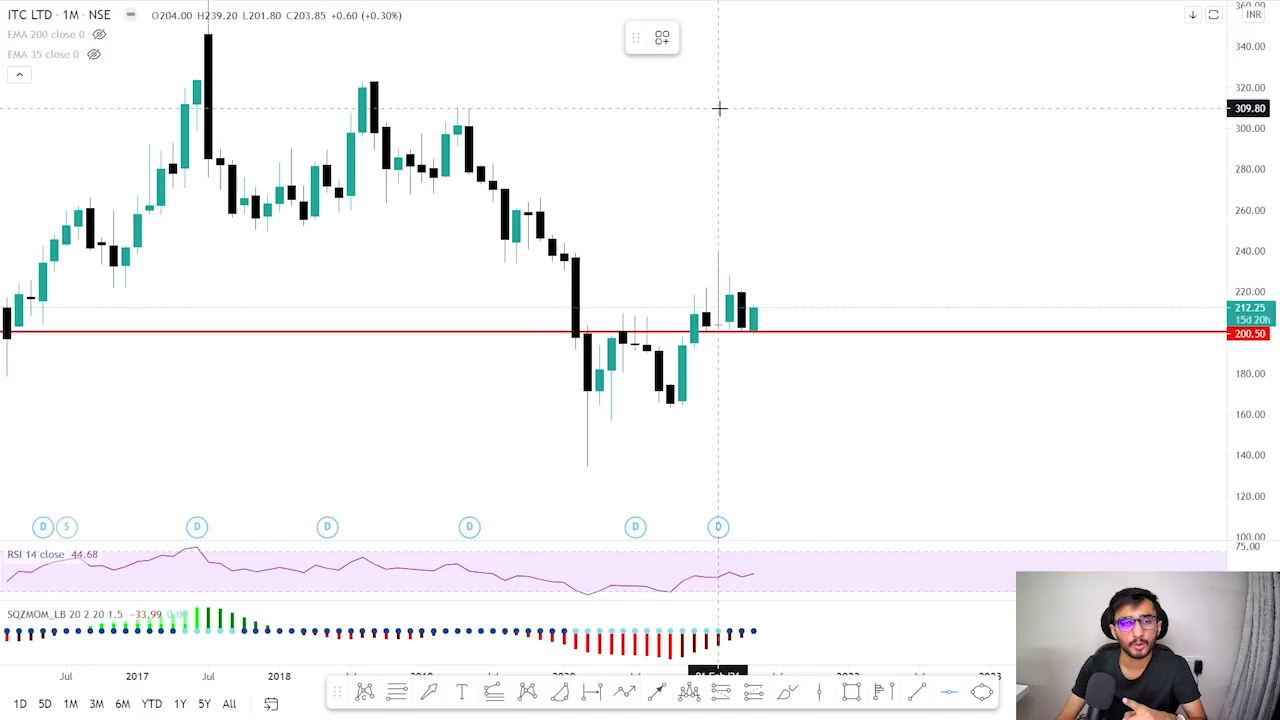 ITC LTD · 1M · NSE
O204.00 H239.20 L201.80 C203.85 +0.60 (+0.30%)
EMA 200 close 0
EMA 35 close 0
INR
340.00
320.00
309.80
300.00
280.00
260.00
240.00
220.00
212.25
15d 20h
200.50
180.00
160.00
140.00
120.00
100.00
D S D D D D D
RSI 14 close 44.68
75.00
SQZMOM_LB 20 2 20 1.5 -33.99 0.00
Jul 2017 Jul 2018
1D 5D 1M 3M 6M YTD 1Y 5Y All
T